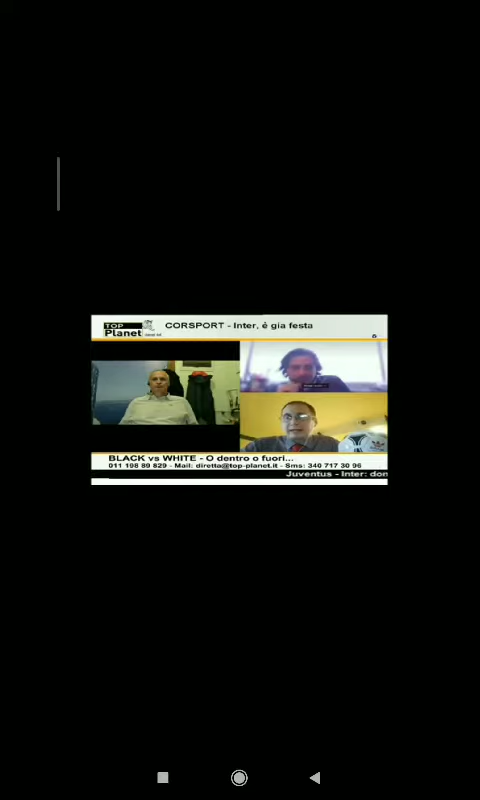 TOP
Planet
CORSPORT - Inter, é gia festa
BLACK vs WHITE - O dentro o fuori...
011 198 89 829 - Mail: diretta@top-planet.it - Sms: 340 717 30 96
Juventus - Inter: don